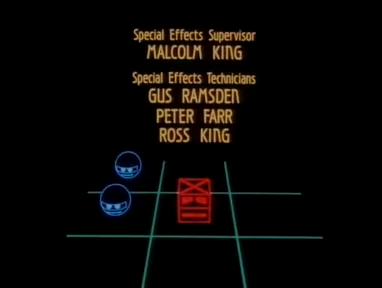 Special Effects Supervisor
MALCOLM KING
Special Effects Technicians
GUS RAMSDEN
PETER FARR
ROSS KING